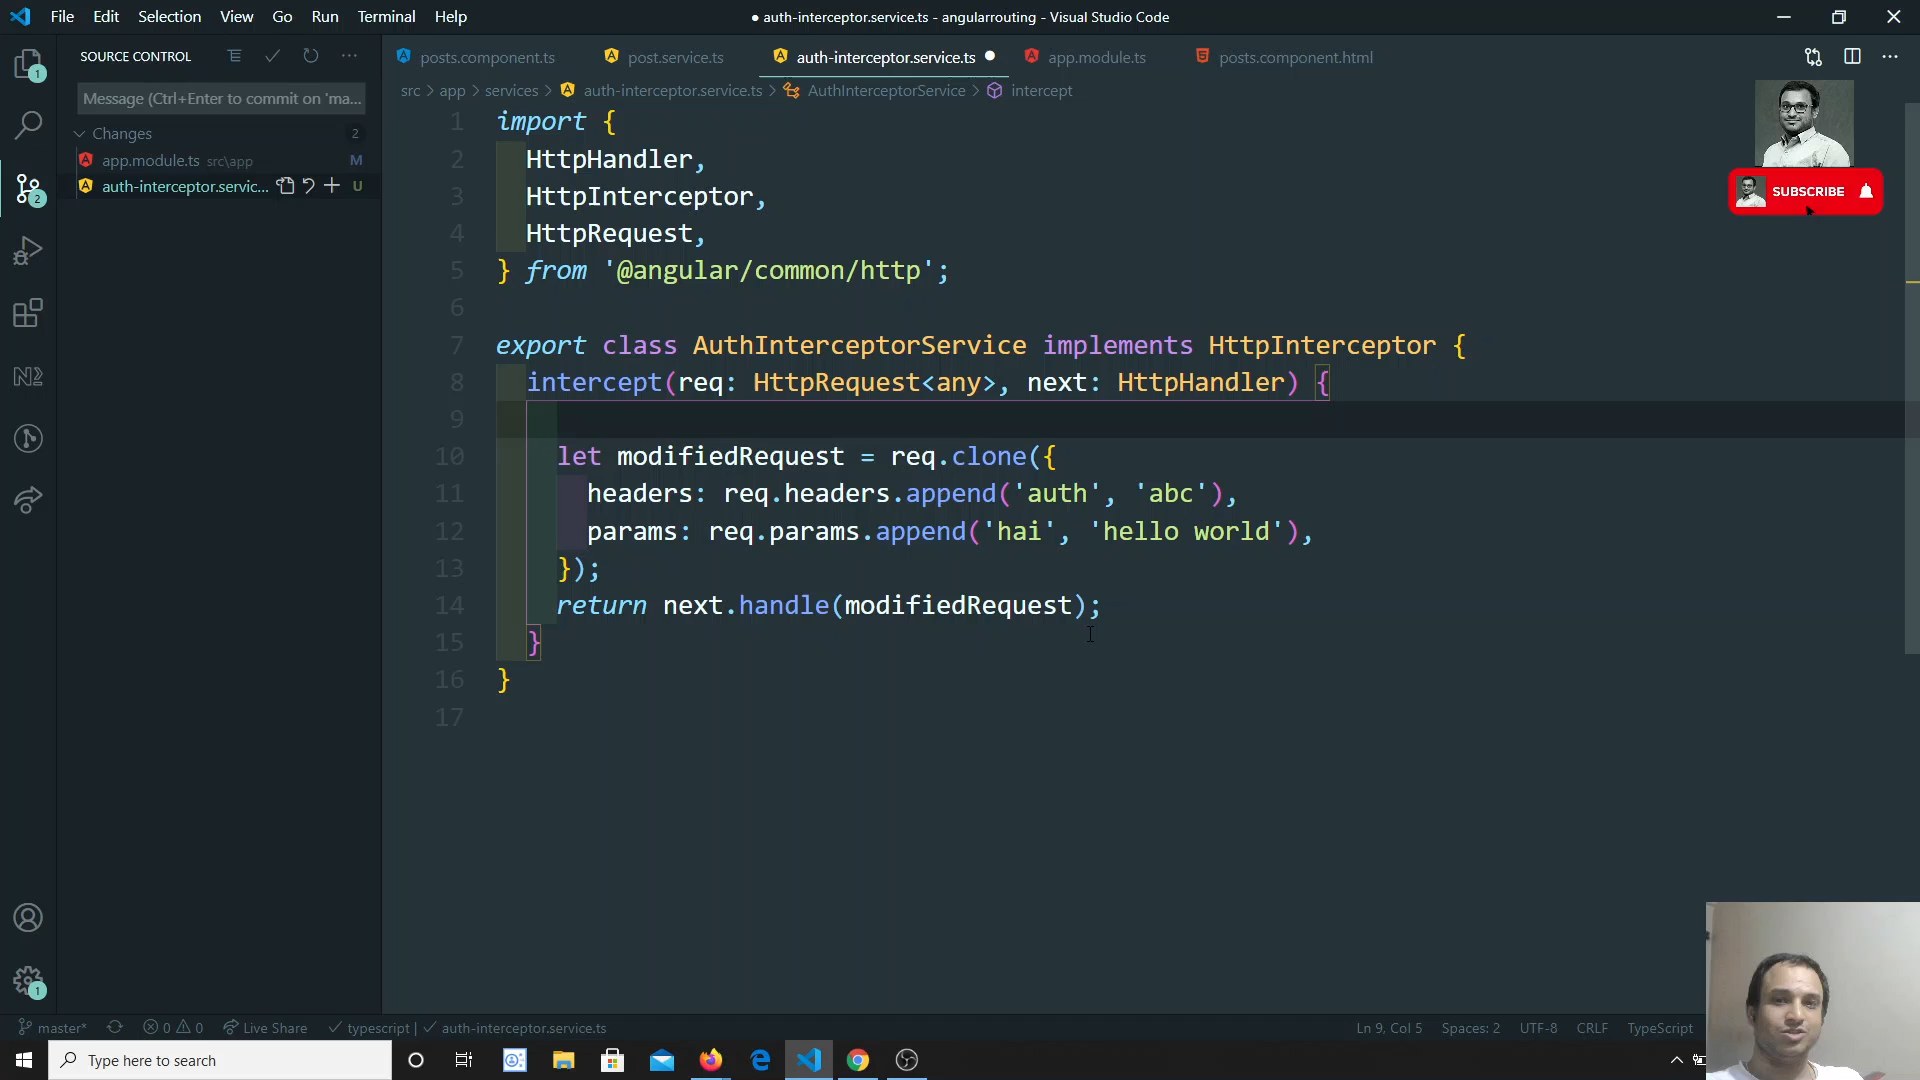 File Edit Selection View Go Run Terminal Help
● auth-interceptor.service.ts - angularrouting - Visual Studio Code
SOURCE CONTROL
Message (Ctrl+Enter to commit on 'ma...
Changes 2
app.module.ts src\app M
auth-interceptor.servic... U
1
2
1
posts.component.ts post.service.ts auth-interceptor.service.ts app.module.ts posts.component.html
src > app > services > auth-interceptor.service.ts > AuthInterceptorService > intercept
1 import {
2 HttpHandler,
3 HttpInterceptor,
4 HttpRequest,
5 } from '@angular/common/http';
6
7 export class AuthInterceptorService implements HttpInterceptor {
8 intercept(req: HttpRequest<any>, next: HttpHandler) {
9
10 let modifiedRequest = req.clone({
11 headers: req.headers.append('auth', 'abc'),
12 params: req.params.append('hai', 'hello world'),
13 });
14 return next.handle(modifiedRequest);
15 }
16 }
17
SUBSCRIBE
master* 0 0 Live Share typescript | auth-interceptor.service.ts
Ln 9, Col 5 Spaces: 2 UTF-8 CRLF TypeScript
Type here to search